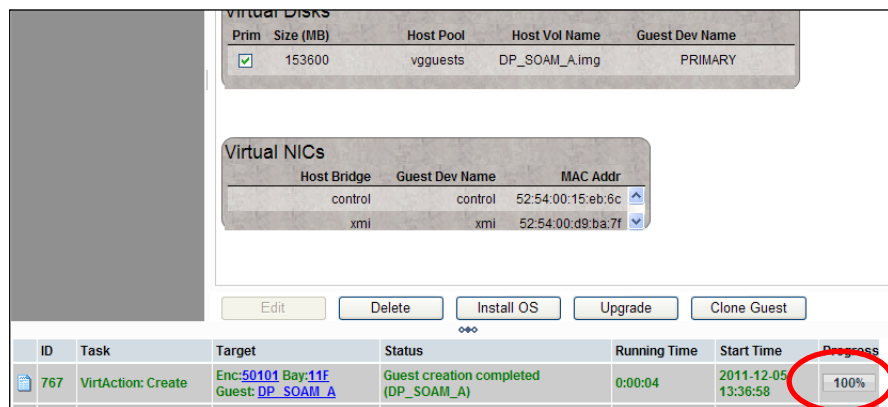 Virtual Disks
Prim Size (MB) Host Pool Host Vol Name Guest Dev Name
153600 vgguests DP_SOAM_A.img PRIMARY
Virtual NICs
Host Bridge Guest Dev Name MAC Addr
control control 52:54:00:15:eb:6c
xmi xmi 52:54:00:d9:ba:7f
Edit Delete Install OS Upgrade Clone Guest
ID Task Target Status Running Time Start Time Progress
767 VirtAction: Create Enc:50101 Bay:11F Guest creation completed 0:00:04 2011-12-05 100%
Guest: DP_SOAM_A (DP_SOAM_A) 13:36:58